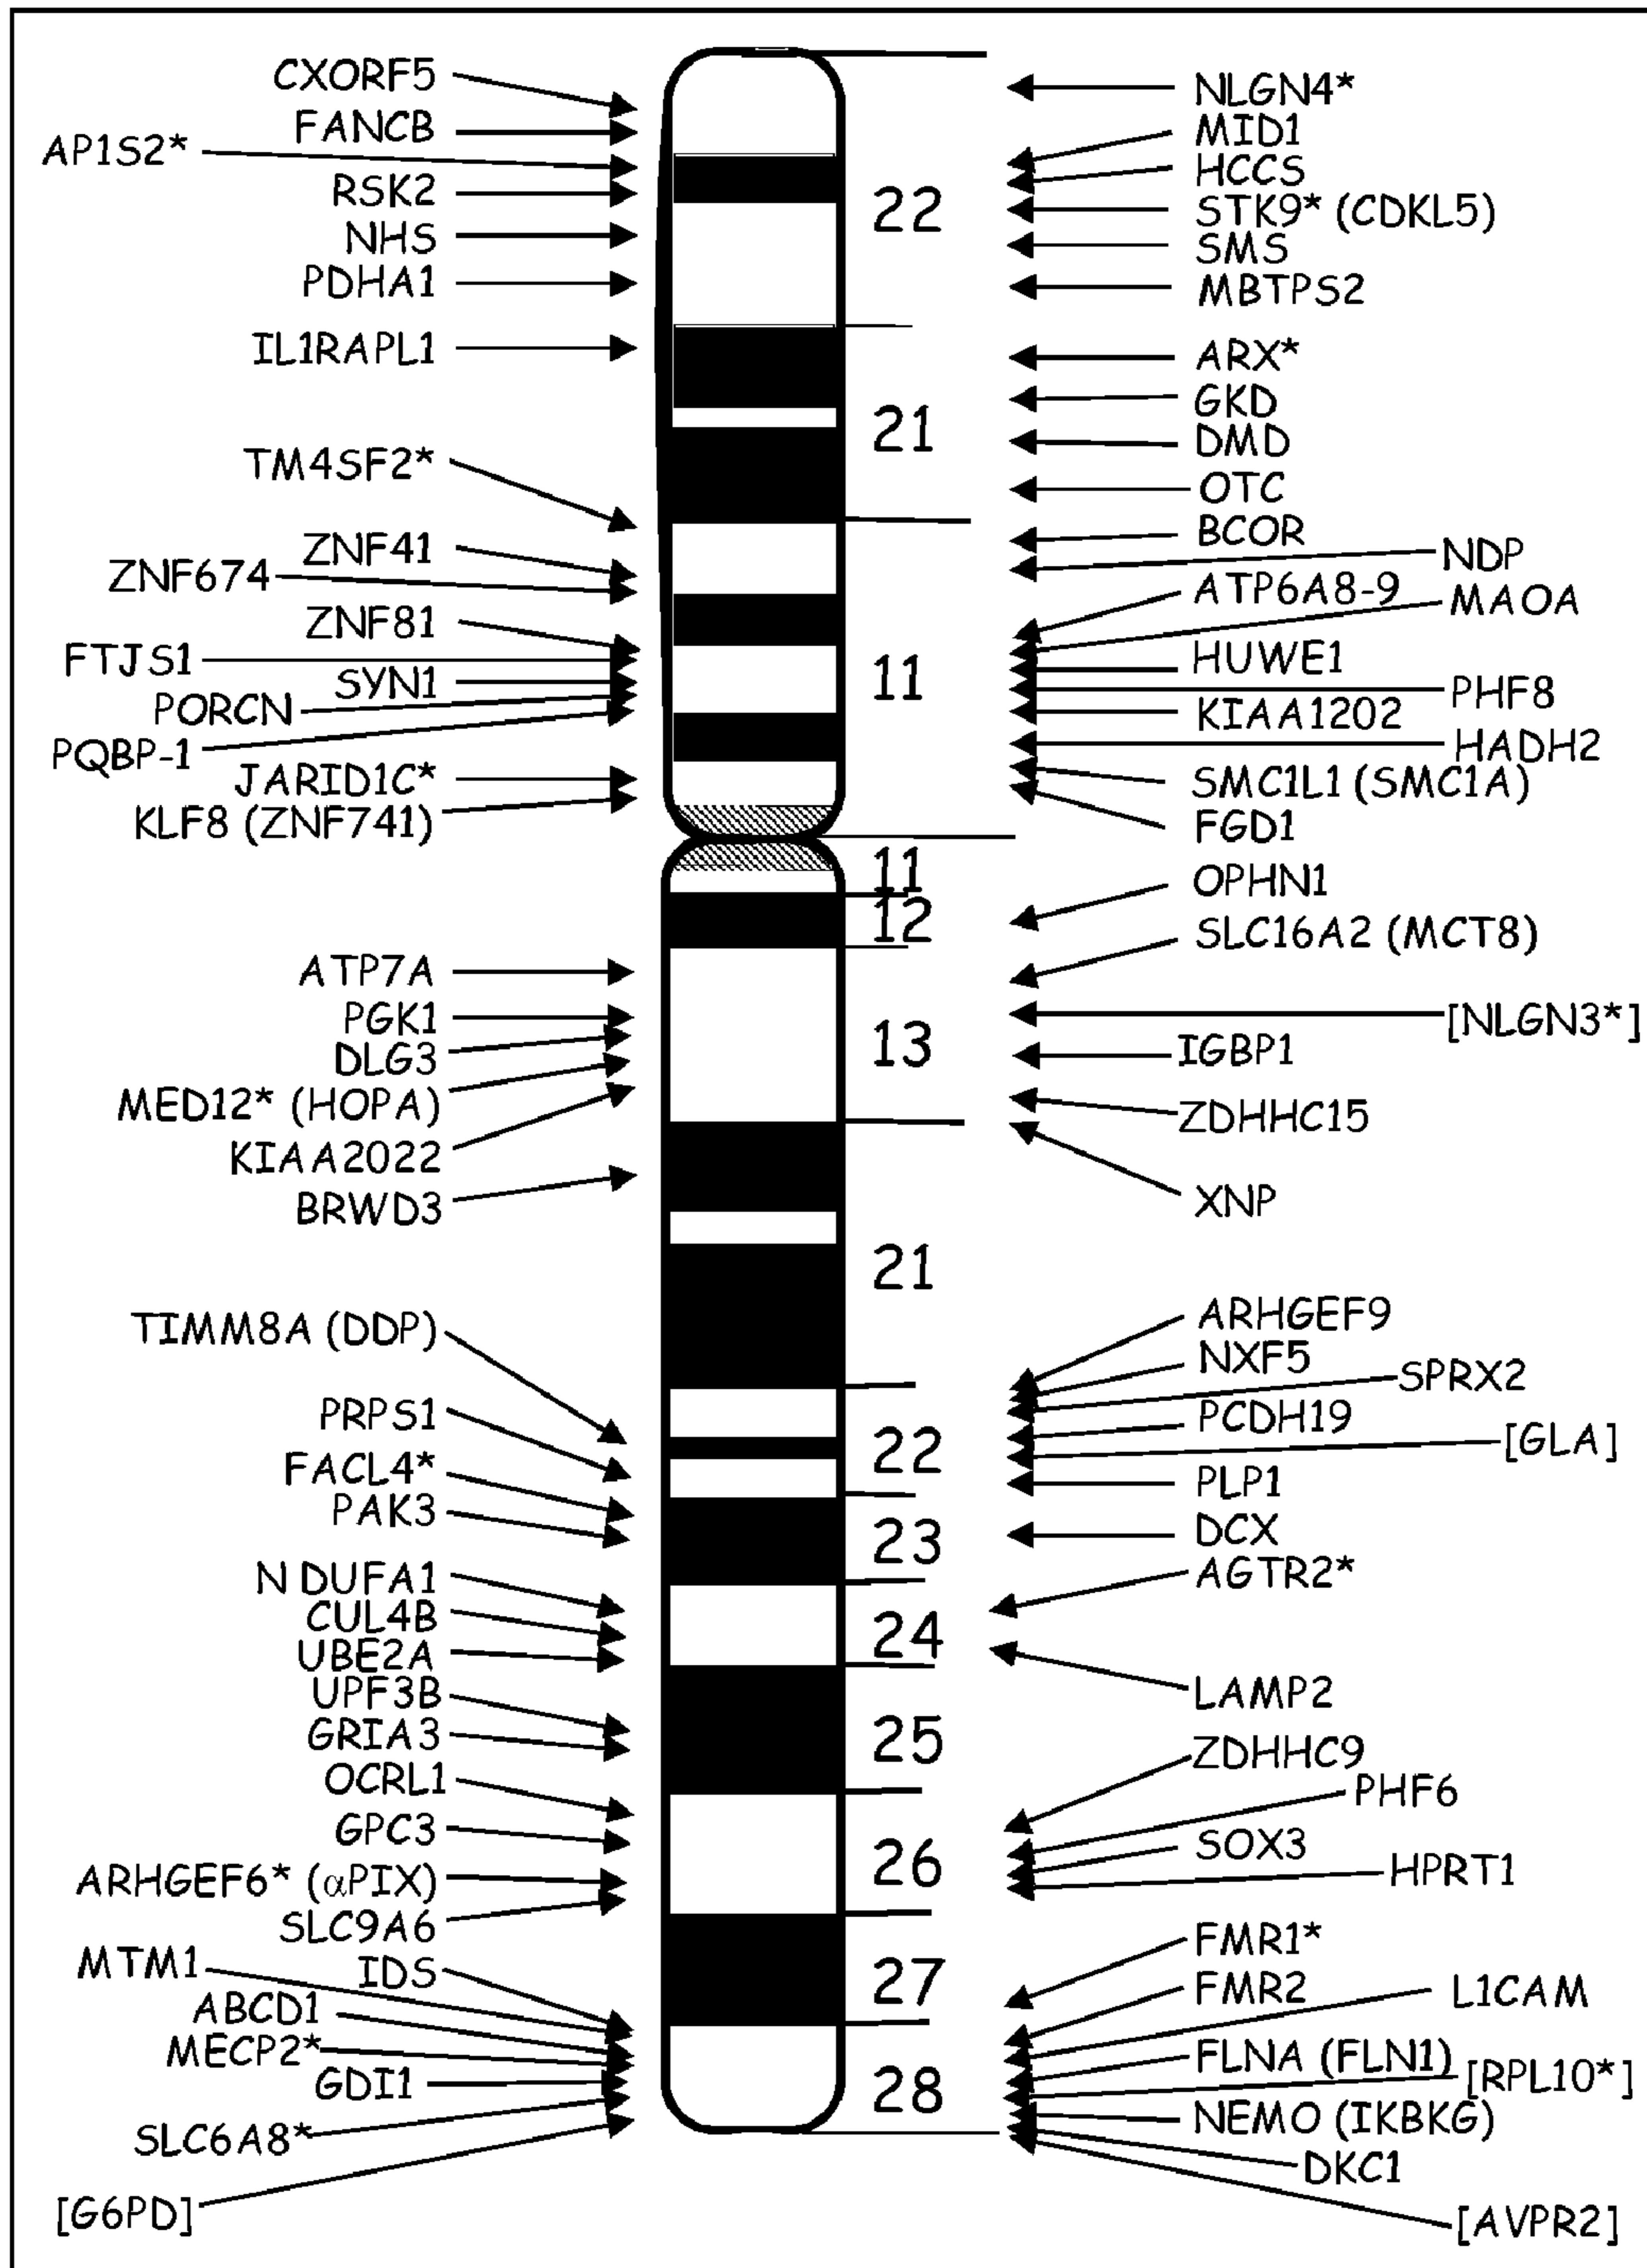 CXORF5
FANCB
AP1S2*
RSK2
NHS
PDHA1
IL1RAPL1
TM4SF2*
ZNF41
ZNF674
ZNF81
FTJS1
SYN1
PORCN
PQBP-1
JARID1C*
KLF8 (ZNF741)
ATP7A
PGK1
DLG3
MED12* (HOPA)
KIAA2022
BRWD3
TIMM8A (DDP)
PRPS1
FACL4*
PAK3
NDUFA1
CUL4B
UBE2A
UPF3B
GRIA3
OCRL1
GPC3
ARHGEF6* (αPIX)
SLC9A6
MTM1
IDS
ABCD1
MECP2*
GDI1
SLC6A8*
[G6PD]
22
21
11
11
12
13
21
22
23
24
25
26
27
28
NLGN4*
MID1
HCCS
STK9* (CDKL5)
SMS
MBTPS2
ARX*
GKD
DMD
OTC
BCOR
NDP
ATP6A8-9
MAOA
HUWE1
PHF8
KIAA1202
HADH2
SMC1L1 (SMC1A)
FGD1
OPHN1
SLC16A2 (MCT8)
[NLGN3*]
IGBP1
ZDHHC15
XNP
ARHGEF9
NXF5
SPRX2
PCDH19
[GLA]
PLP1
DCX
AGTR2*
LAMP2
ZDHHC9
PHF6
SOX3
HPRT1
FMR1*
FMR2
L1CAM
FLNA (FLN1)
[RPL10*]
NEMO (IKBKG)
DKC1
[AVPR2]